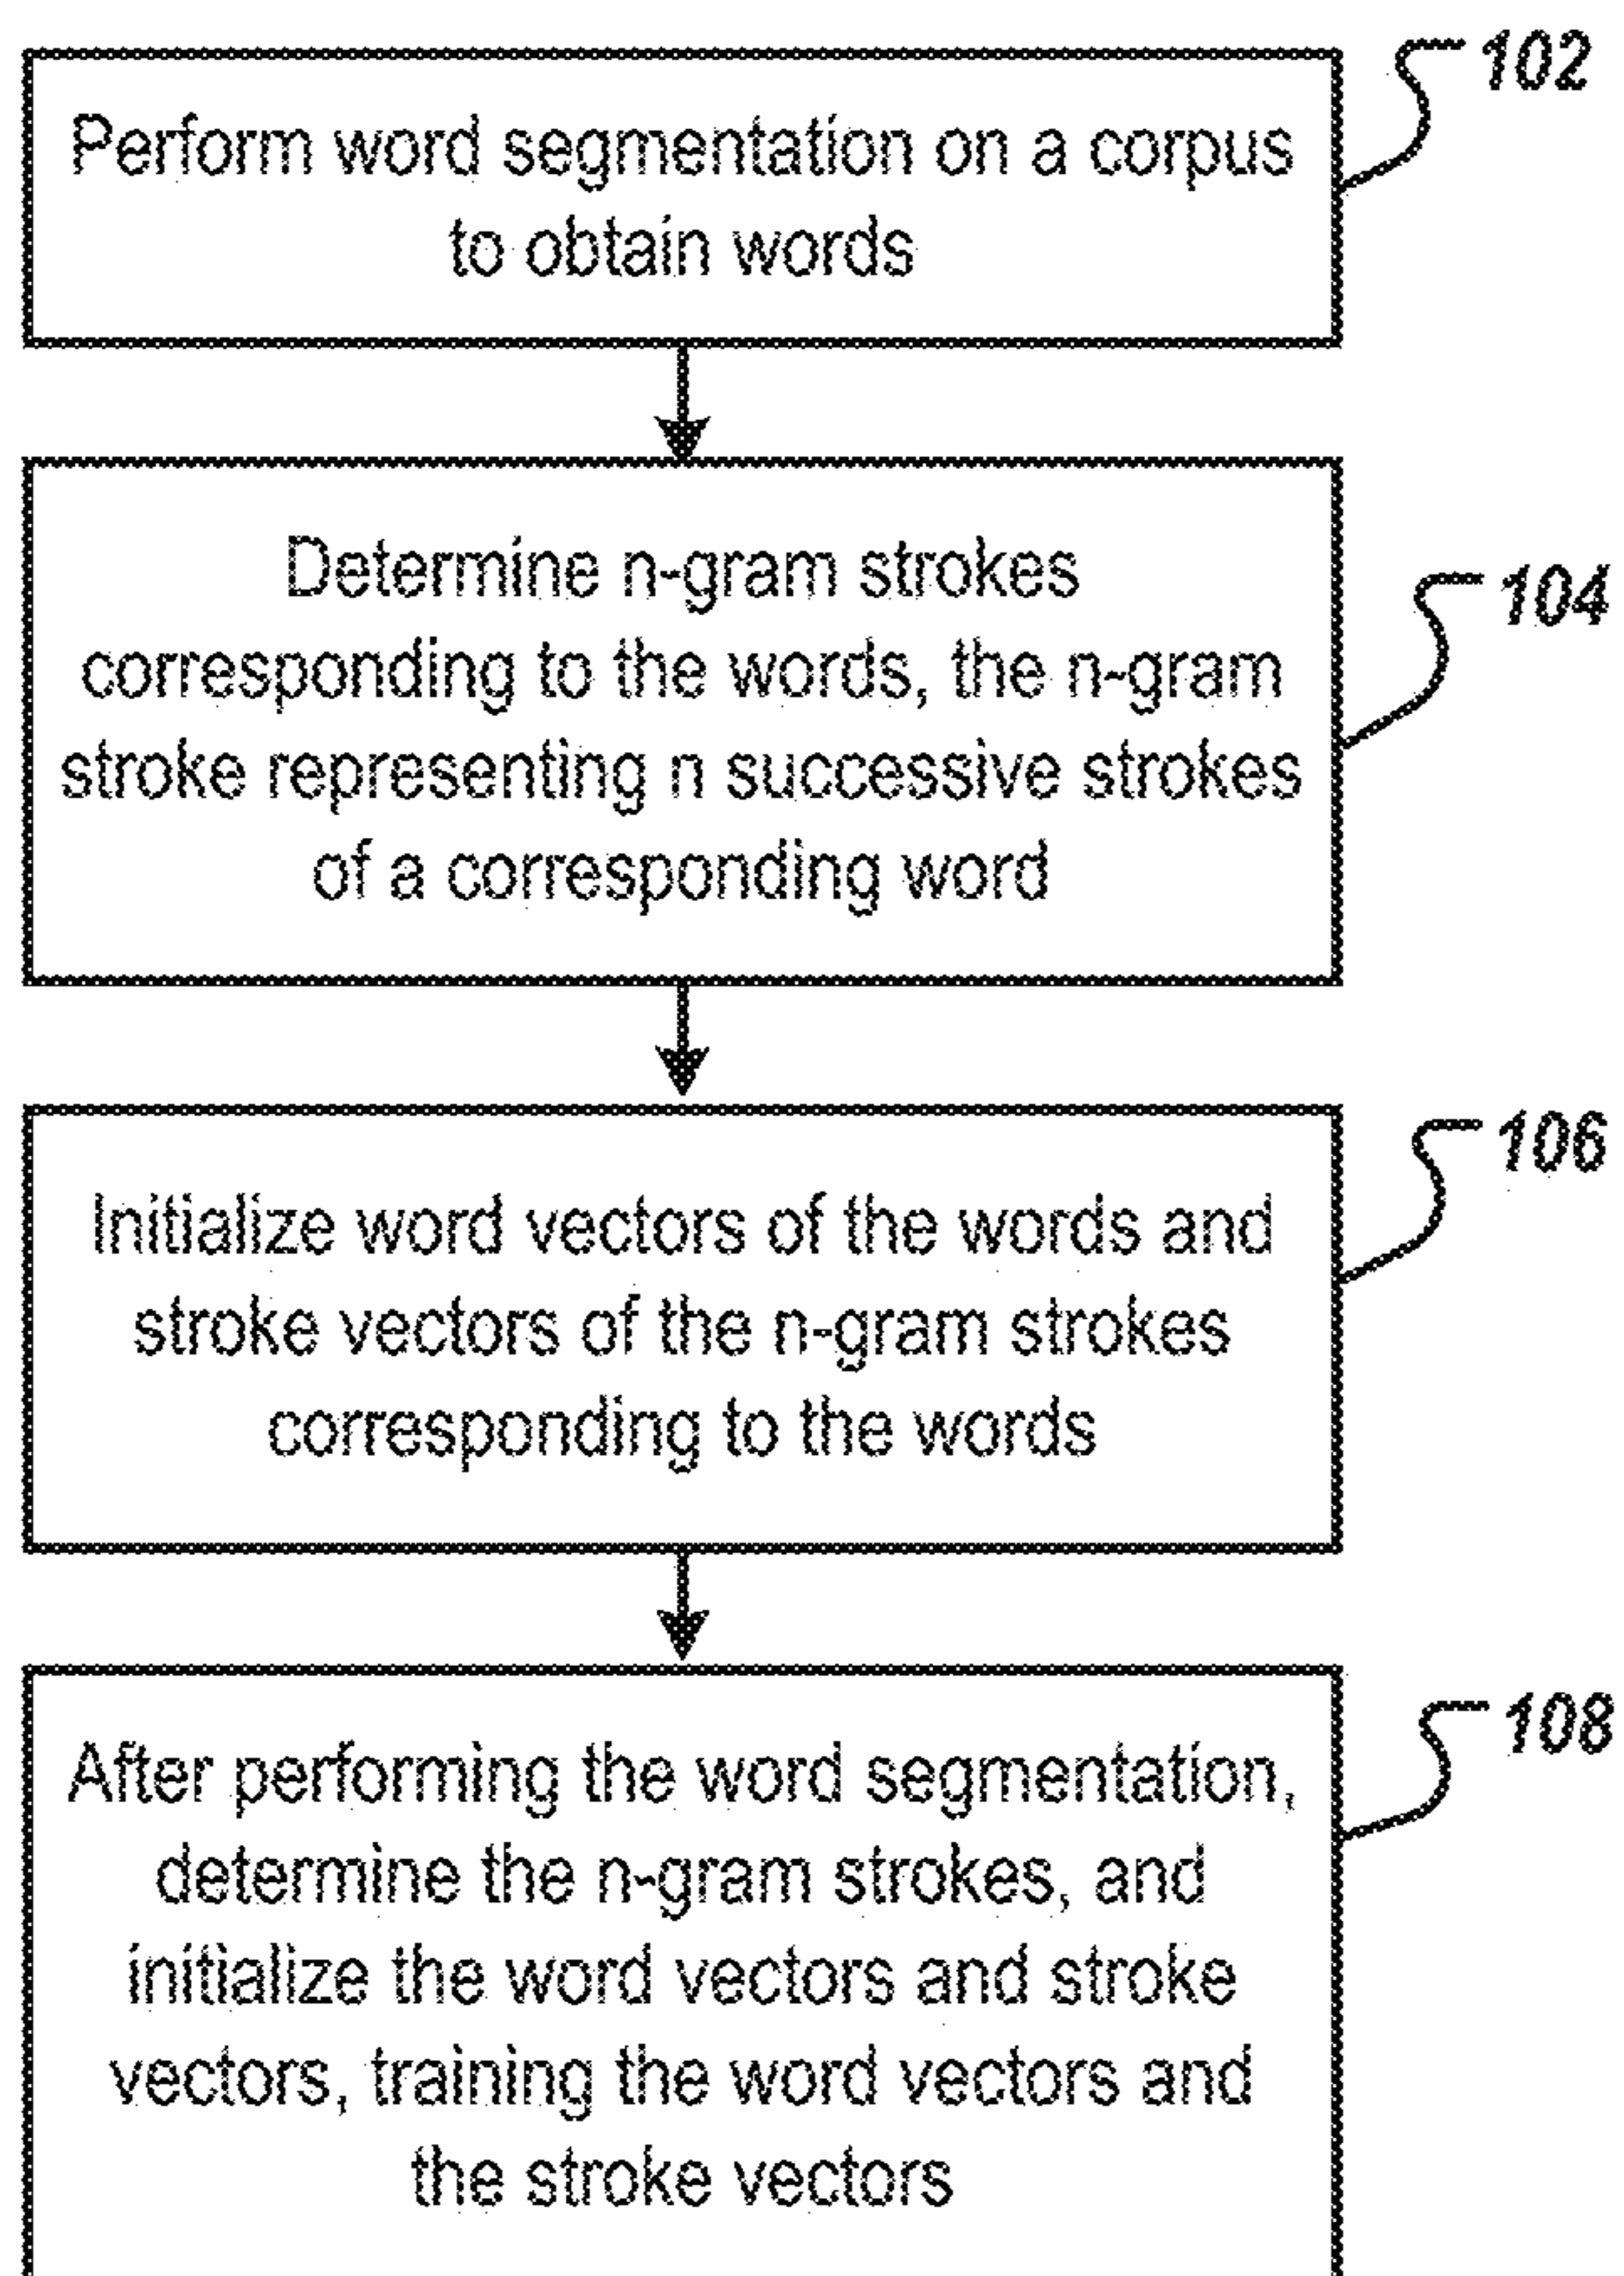 102
Perform word segmentation on a corpus
to obtain words
104
Determine n-gram strokes
corresponding to the words, the n-gram
stroke representing n successive strokes
of a corresponding word
106
Initialize word vectors of the words and
stroke vectors of the n-gram strokes
corresponding to the words
108
After performing the word segmentation,
determine the n-gram strokes, and
initialize the word vectors and stroke
vectors, training the word vectors and
the stroke vectors